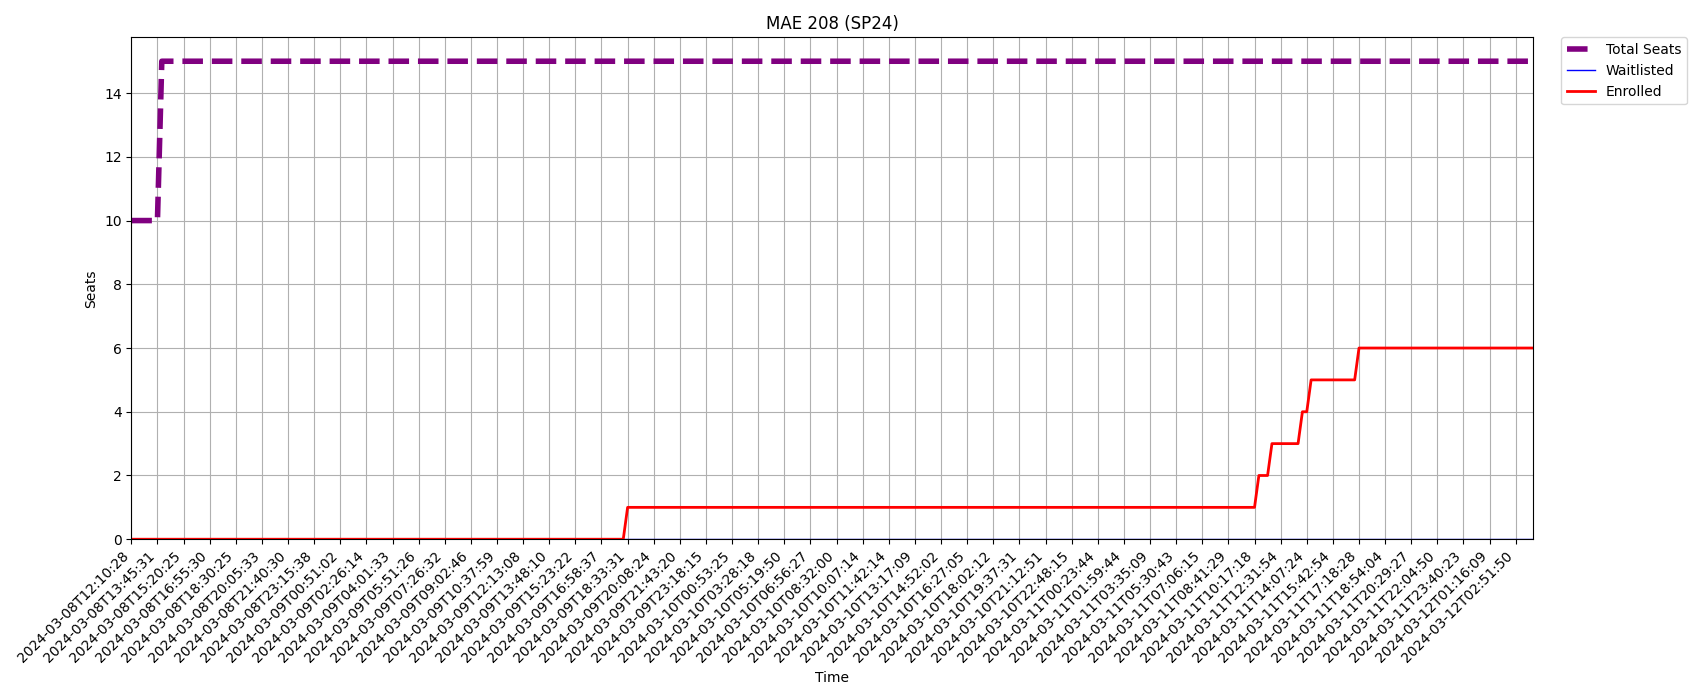 MAE 208 (SP24)
Total Seats
Waitlisted
Enrolled
14
12
10
8
6
4
2
0
Seats
2024-03-08T12:10:28
2024-03-08T13:45:31
2024-03-08T15:20:25
2024-03-08T16:55:30
2024-03-08T18:30:25
2024-03-08T20:05:33
2024-03-08T21:40:30
2024-03-08T23:15:38
2024-03-09T00:51:02
2024-03-09T02:26:14
2024-03-09T04:01:33
2024-03-09T05:51:26
2024-03-09T07:26:32
2024-03-09T09:02:46
2024-03-09T10:37:59
2024-03-09T12:13:08
2024-03-09T13:48:10
2024-03-09T15:23:22
2024-03-09T16:58:37
2024-03-09T18:33:31
2024-03-09T20:08:24
2024-03-09T21:43:20
2024-03-09T23:18:15
2024-03-10T00:53:25
2024-03-10T03:28:18
2024-03-10T05:19:50
2024-03-10T06:56:27
2024-03-10T08:32:00
2024-03-10T10:07:14
2024-03-10T11:42:14
2024-03-10T13:17:09
2024-03-10T14:52:02
2024-03-10T16:27:05
2024-03-10T18:02:12
2024-03-10T19:37:31
2024-03-10T21:12:51
2024-03-10T22:48:15
2024-03-11T00:23:44
2024-03-11T01:59:44
2024-03-11T03:35:09
2024-03-11T05:30:43
2024-03-11T07:06:15
2024-03-11T08:41:29
2024-03-11T10:17:18
2024-03-11T12:31:54
2024-03-11T14:07:24
2024-03-11T15:42:54
2024-03-11T17:18:28
2024-03-11T18:54:04
2024-03-11T20:29:27
2024-03-11T22:04:50
2024-03-11T23:40:23
2024-03-12T01:16:09
2024-03-12T02:51:50
Time